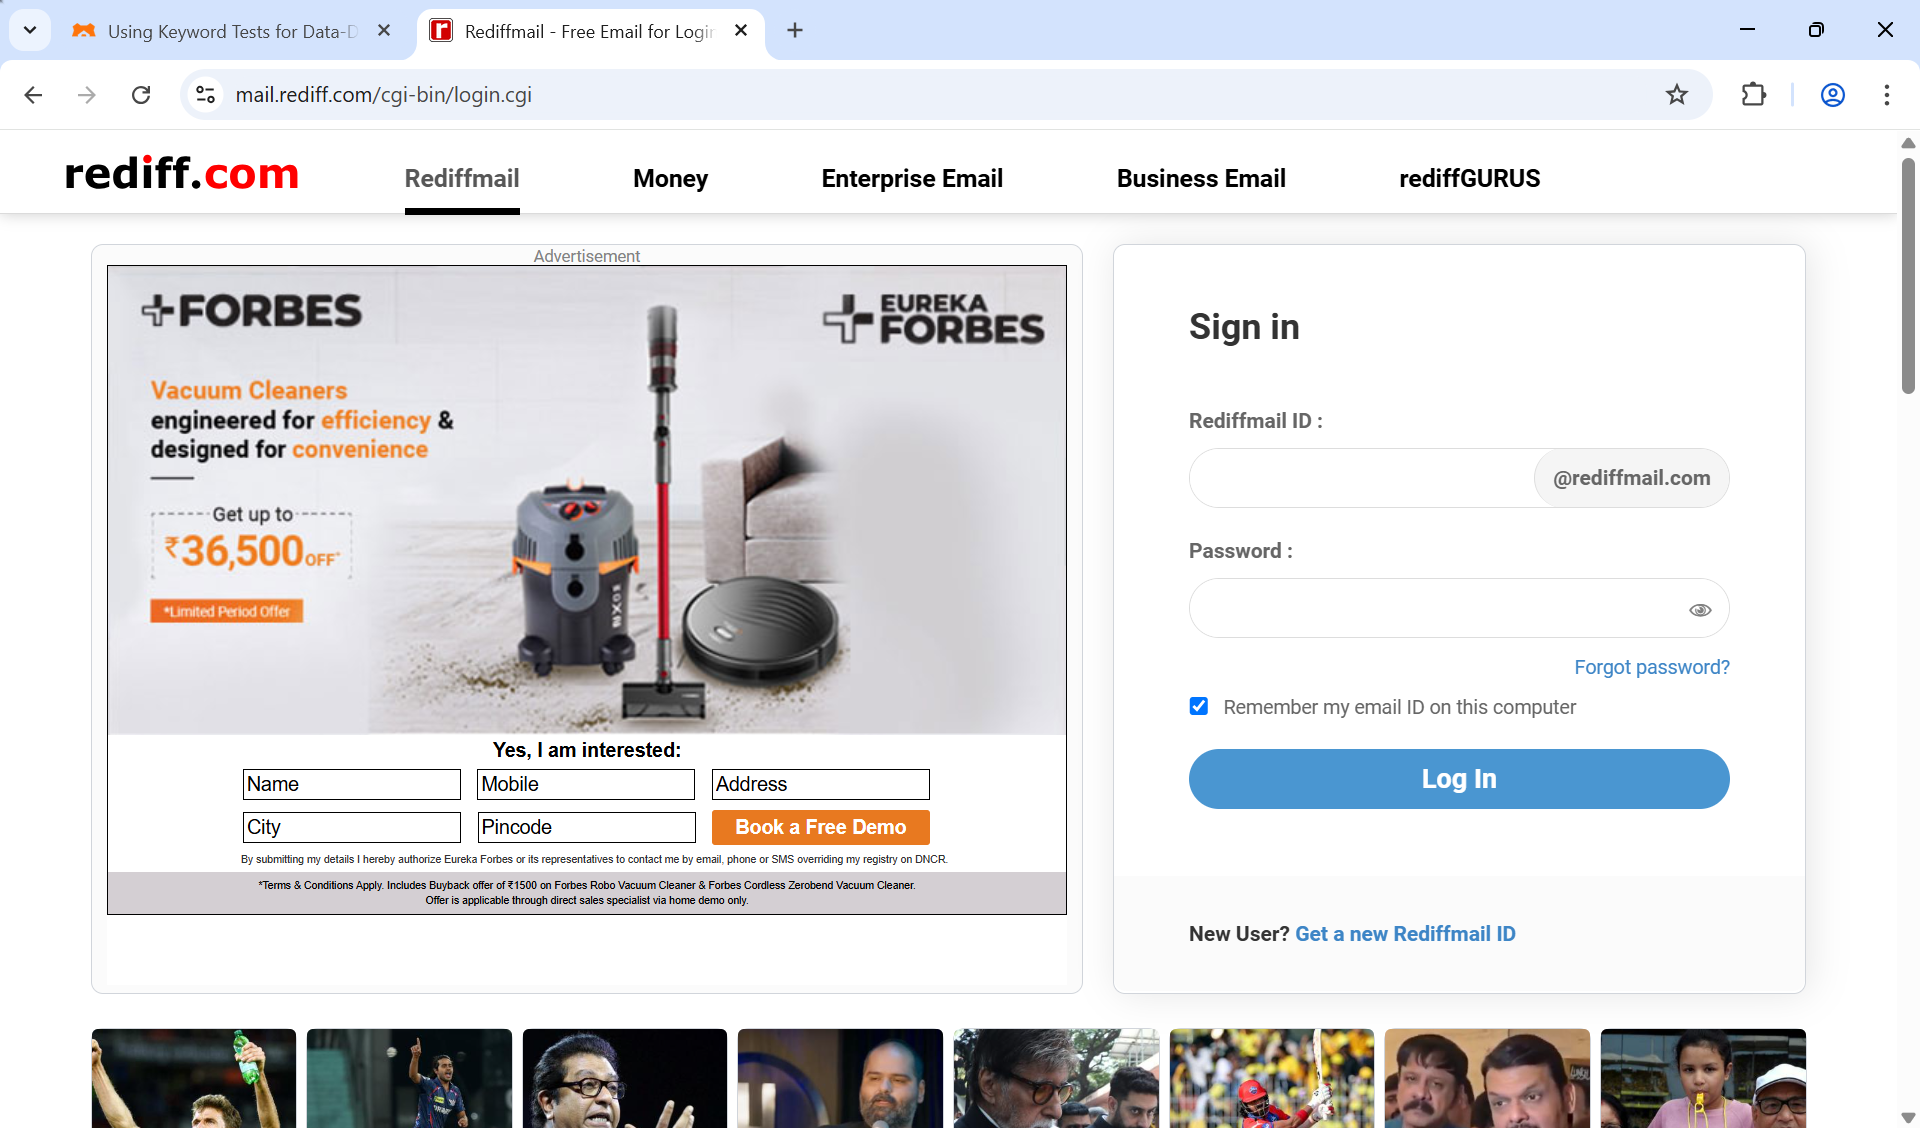 Using Keyword Tests for Data-D
Rediffmail - Free Email for Login
mail.rediff.com/cgi-bin/login.cgi
rediff.com
Rediffmail
Money
Enterprise Email
Business Email
rediffGURUS
Advertisement
FORBES
EUREKA
FORBES
Vacuum Cleaners
engineered for efficiency &
designed for convenience
Get up to
₹36,500 OFF*
*Limited Period Offer
Yes, I am interested:
Name
Mobile
Address
City
Pincode
Book a Free Demo
By submitting my details I hereby authorize Eureka Forbes or its representatives to contact me by email, phone or SMS overriding my registry on DNCR.
*Terms & Conditions Apply. Includes Buyback offer of ₹1500 on Forbes Robo Vacuum Cleaner & Forbes Cordless Zerobend Vacuum Cleaner.
Offer is applicable through direct sales specialist via home demo only.
Sign in
Rediffmail ID :
@rediffmail.com
Password :
Forgot password?
Remember my email ID on this computer
Log In
New User? Get a new Rediffmail ID